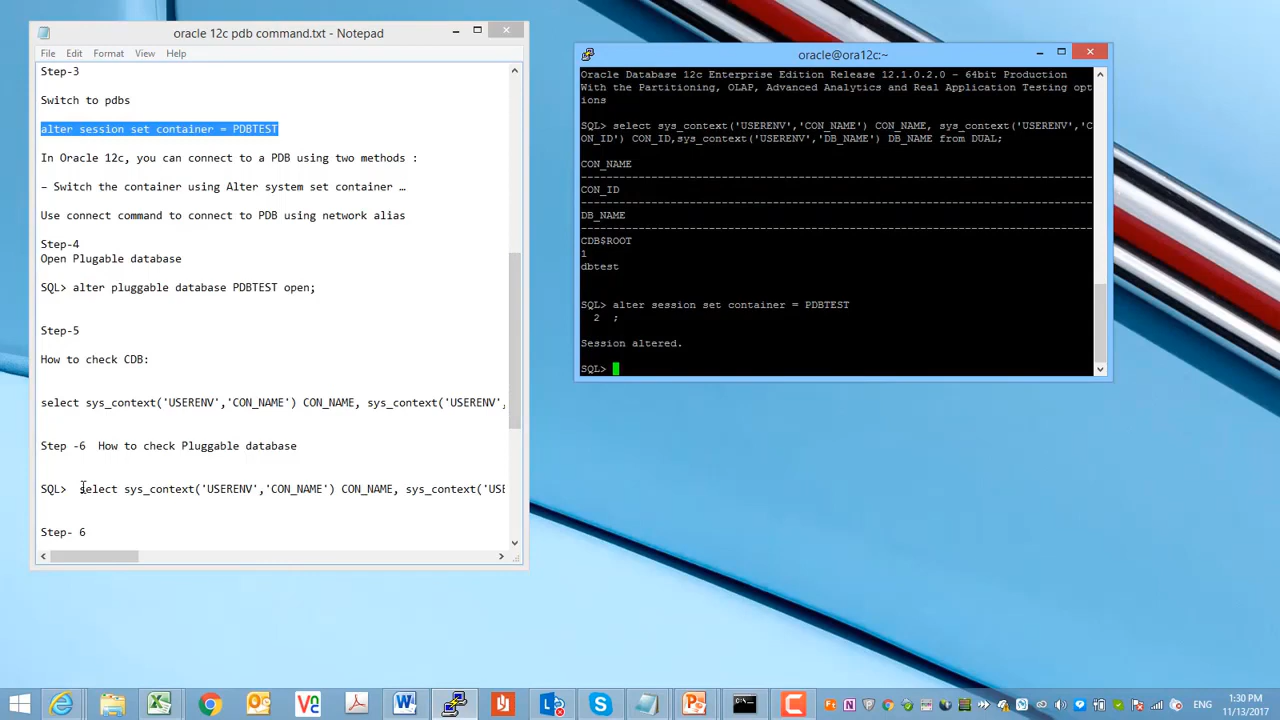 oracle 12c pdb command.txt - Notepad
File Edit Format View Help
Step-3
Switch to pdbs
alter session set container = PDBTEST
In Oracle 12c, you can connect to a PDB using two methods :
– Switch the container using Alter system set container …
Use connect command to connect to PDB using network alias
Step-4
Open Plugable database
SQL> alter pluggable database PDBTEST open;
Step-5
How to check CDB:
select sys_context('USERENV','CON_NAME') CON_NAME, sys_context('USERENV',
Step -6  How to check Pluggable database
SQL>  select sys_context('USERENV','CON_NAME') CON_NAME, sys_context('USE
Step- 6
oracle@ora12c:~
Oracle Database 12c Enterprise Edition Release 12.1.0.2.0 - 64bit Production
With the Partitioning, OLAP, Advanced Analytics and Real Application Testing opt
ions
SQL> select sys_context('USERENV','CON_NAME') CON_NAME, sys_context('USERENV','C
ON_ID') CON_ID,sys_context('USERENV','DB_NAME') DB_NAME from DUAL;
CON_NAME
--------------------------------------------------------------------------------
CON_ID
--------------------------------------------------------------------------------
DB_NAME
--------------------------------------------------------------------------------
CDB$ROOT
1
dbtest
SQL> alter session set container = PDBTEST
2  ;
Session altered.
SQL>
ENG
1:30 PM
11/13/2017